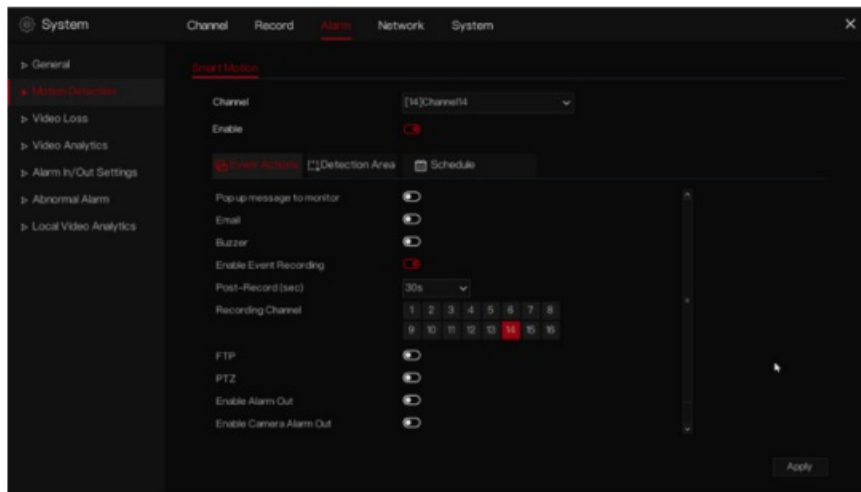 System Channel Record Alarm Network System
General
Motion Detection
Video Loss
Video Analytics
Alarm In/Out Settings
Abnormal Alarm
Local Video Analytics
Smart Motion
Channel [14]Channel14
Enable
Event Actions Detection Area Schedule
Pop up message to monitor
Email
Buzzer
Enable Event Recording
Post-Record (sec) 30s
Recording Channel 1 2 3 4 5 6 7 8
9 10 11 12 13 14 15 16
FTP
PTZ
Enable Alarm Out
Enable Camera Alarm Out
Apply